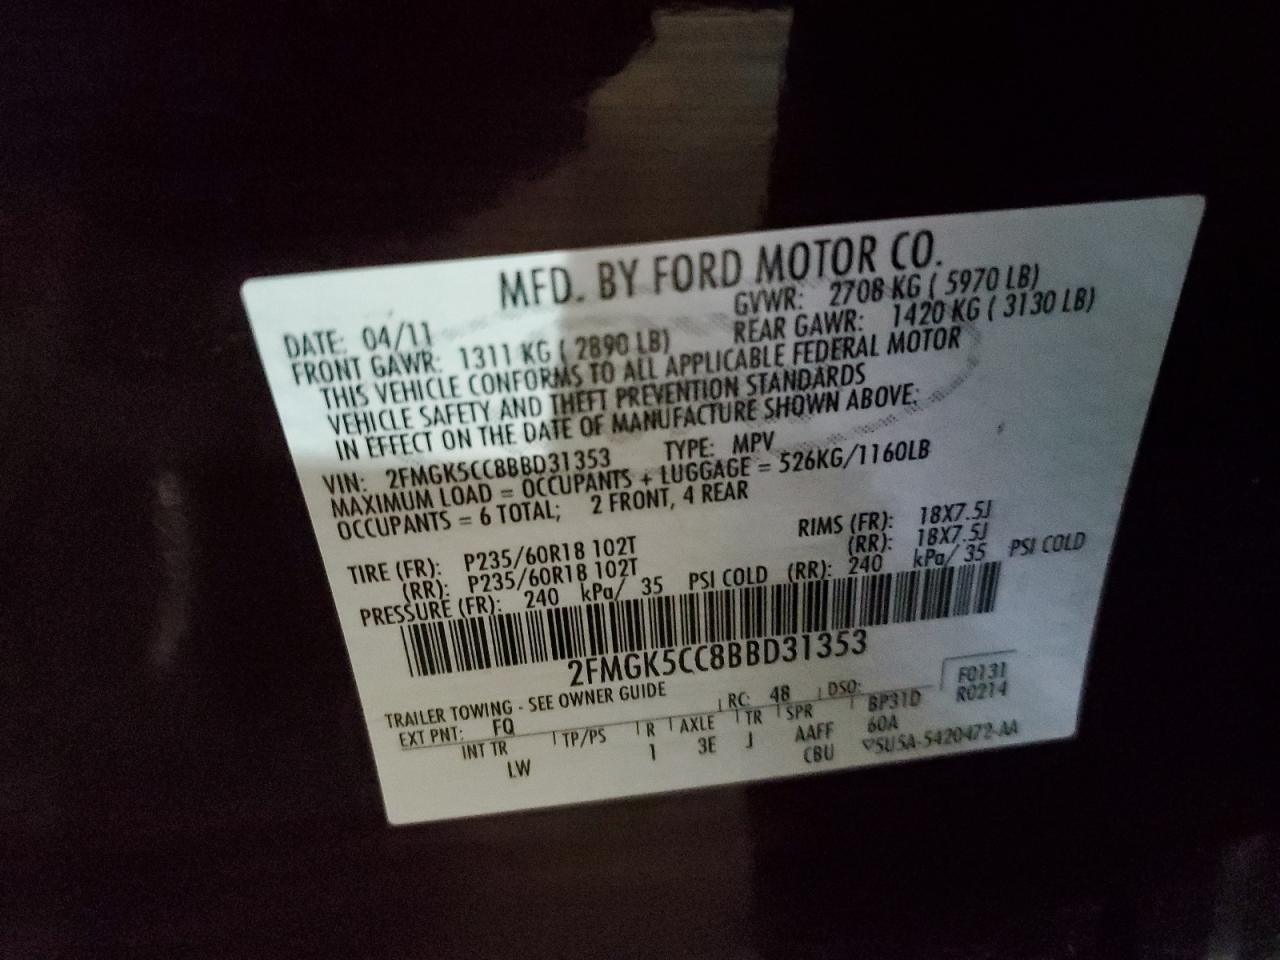 MFD. BY FORD MOTOR CO.
DATE: 04/11 GVWR: 2708 KG ( 5970 LB)
FRONT GAWR: 1311 KG ( 2890 LB) REAR GAWR: 1420 KG ( 3130 LB)
THIS VEHICLE CONFORMS TO ALL APPLICABLE FEDERAL MOTOR
VEHICLE SAFETY AND THEFT PREVENTION STANDARDS
IN EFFECT ON THE DATE OF MANUFACTURE SHOWN ABOVE.
VIN: 2FMGK5CC8BBD31353 TYPE: MPV
MAXIMUM LOAD = OCCUPANTS + LUGGAGE = 526KG/1160LB
OCCUPANTS = 6 TOTAL; 2 FRONT, 4 REAR
TIRE (FR): P235/60R18 102T RIMS (FR): 18X7.5J
(RR): P235/60R18 102T (RR): 18X7.5J
PRESSURE (FR): 240 kPa/ 35 PSI COLD (RR): 240 kPa/ 35 PSI COLD
2FMGK5CC8BBD31353
TRAILER TOWING - SEE OWNER GUIDE
EXT PNT: FQ RC: 48 DSO: F0131
INT TR TP/PS R AXLE TR SPR BP31D R0214
LW 1 3E J AAFF 60A
CBU 5U5A-5420472-AA